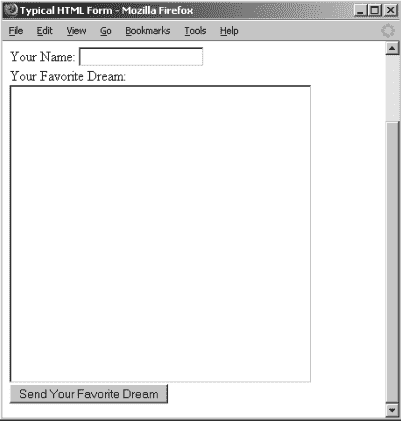 Typical HTML Form - Mozilla Firefox
File Edit View Go Bookmarks Tools Help
Your Name:
Your Favorite Dream:
Send Your Favorite Dream